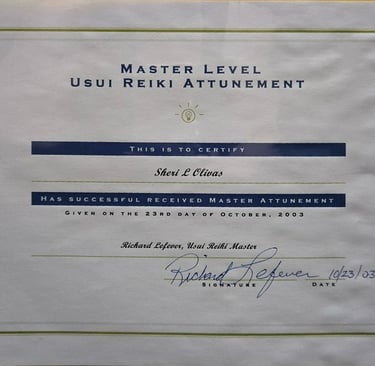 Master Level
Usui Reiki Attunement
This is to certify
Sheri L Olivas
Has successful received Master Attunement
Given on the 23rd day of October, 2003
Richard Lefever, Usui Reiki Master
Richard Lefever 10/23/03
Signature Date